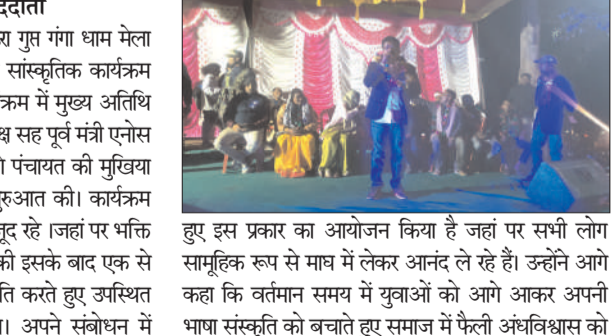 ददाता
रा गुप्त गंगा धाम मेला
सांस्कृतिक कार्यक्रम
क्रम में मुख्य अतिथि
क्ष सह पूर्व मंत्री एनोस
पंचायत की मुखिया
रुआत की। कार्यक्रम
जूद रहे ।जहां पर भक्ति
की इसके बाद एक से
ति करते हुए उपस्थित
अपने संबोधन में
हुए इस प्रकार का आयोजन किया है जहां पर सभी लोग
सामूहिक रूप से माघ में लेकर आनंद ले रहे हैं। उन्होंने आगे
कहा कि वर्तमान समय में युवाओं को आगे आकर अपनी
भाषा संस्कृति को बचाते हुए समाज में फैली अंधविश्वास को